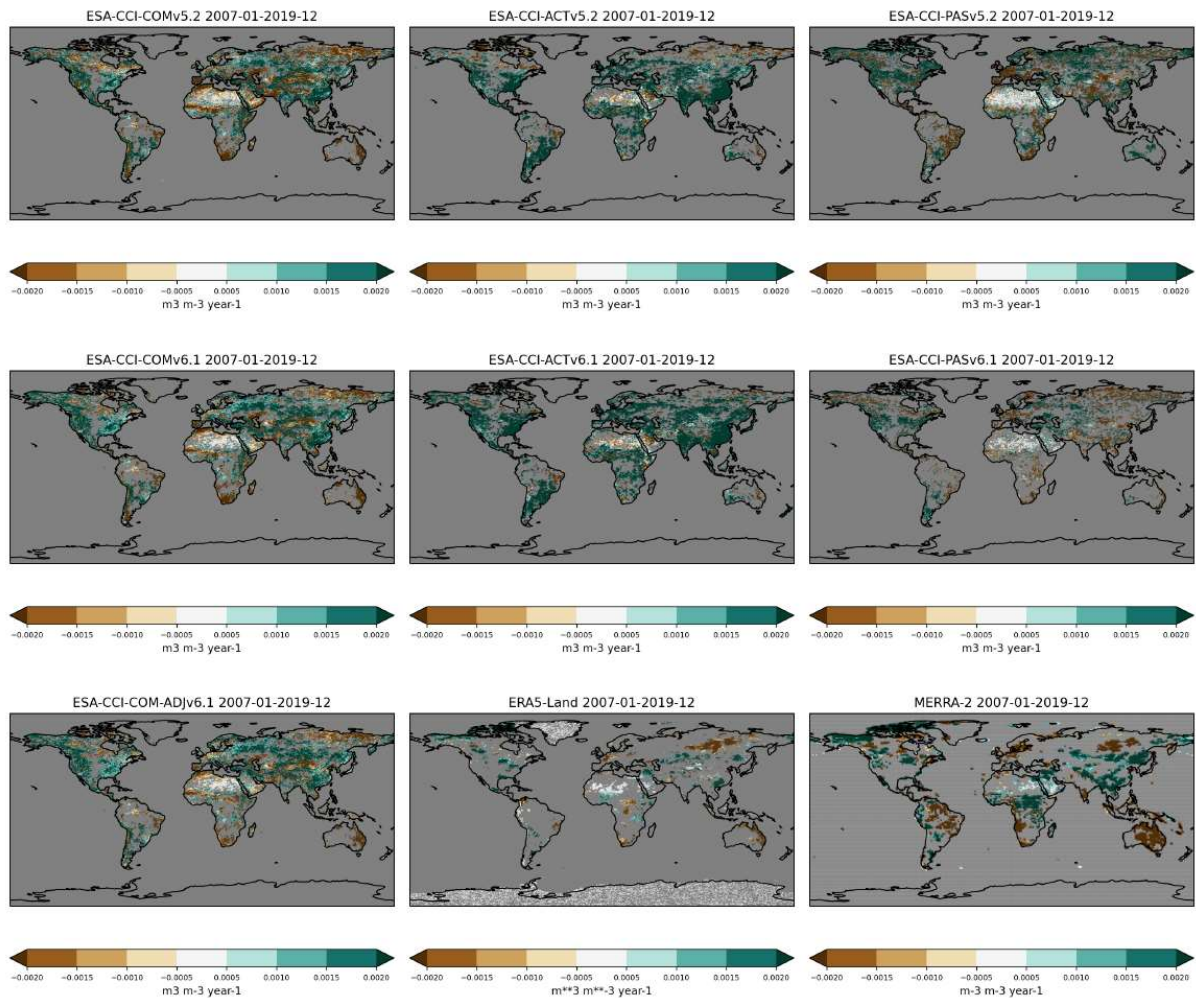 ESA-CCI-COMv5.2 2007-01-2019-12
ESA-CCI-ACTv5.2 2007-01-2019-12
ESA-CCI-PASv5.2 2007-01-2019-12
−0.0020 −0.0015 −0.0010 −0.0005 0.0005 0.0010 0.0015 0.0020
−0.0020 −0.0015 −0.0010 −0.0005 0.0005 0.0010 0.0015 0.0020
−0.0020 −0.0015 −0.0010 −0.0005 0.0005 0.0010 0.0015 0.0020
m3 m-3 year-1
m3 m-3 year-1
m3 m-3 year-1
ESA-CCI-COMv6.1 2007-01-2019-12
ESA-CCI-ACTv6.1 2007-01-2019-12
ESA-CCI-PASv6.1 2007-01-2019-12
−0.0020 −0.0015 −0.0010 −0.0005 0.0005 0.0010 0.0015 0.0020
−0.0020 −0.0015 −0.0010 −0.0005 0.0005 0.0010 0.0015 0.0020
−0.0020 −0.0015 −0.0010 −0.0005 0.0005 0.0010 0.0015 0.0020
m3 m-3 year-1
m3 m-3 year-1
m3 m-3 year-1
ESA-CCI-COM-ADJv6.1 2007-01-2019-12
ERA5-Land 2007-01-2019-12
MERRA-2 2007-01-2019-12
−0.0020 −0.0015 −0.0010 −0.0005 0.0005 0.0010 0.0015 0.0020
−0.0020 −0.0015 −0.0010 −0.0005 0.0005 0.0010 0.0015 0.0020
−0.0020 −0.0015 −0.0010 −0.0005 0.0005 0.0010 0.0015 0.0020
m3 m-3 year-1
m**3 m**-3 year-1
m-3 m-3 year-1